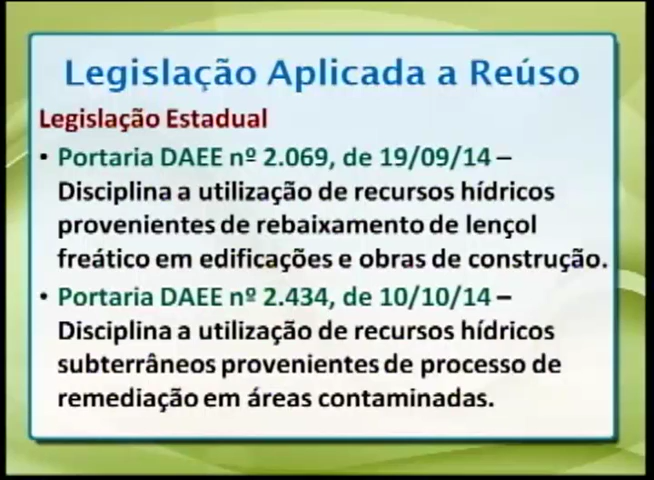 Legislação Aplicada a Reúso
Legislação Estadual
• Portaria DAEE nº 2.069, de 19/09/14 –
Disciplina a utilização de recursos hídricos
provenientes de rebaixamento de lençol
freático em edificações e obras de construção.
• Portaria DAEE nº 2.434, de 10/10/14 –
Disciplina a utilização de recursos hídricos
subterrâneos provenientes de processo de
remediação em áreas contaminadas.